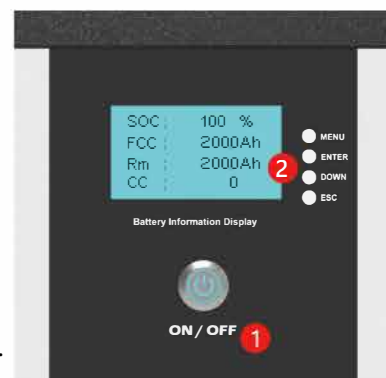 SOC : 100 %
FCC : 2000Ah
Rm : 2000Ah
CC : 0
MENU
ENTER
DOWN
ESC
2
Battery Information Display
ON / OFF
1
.